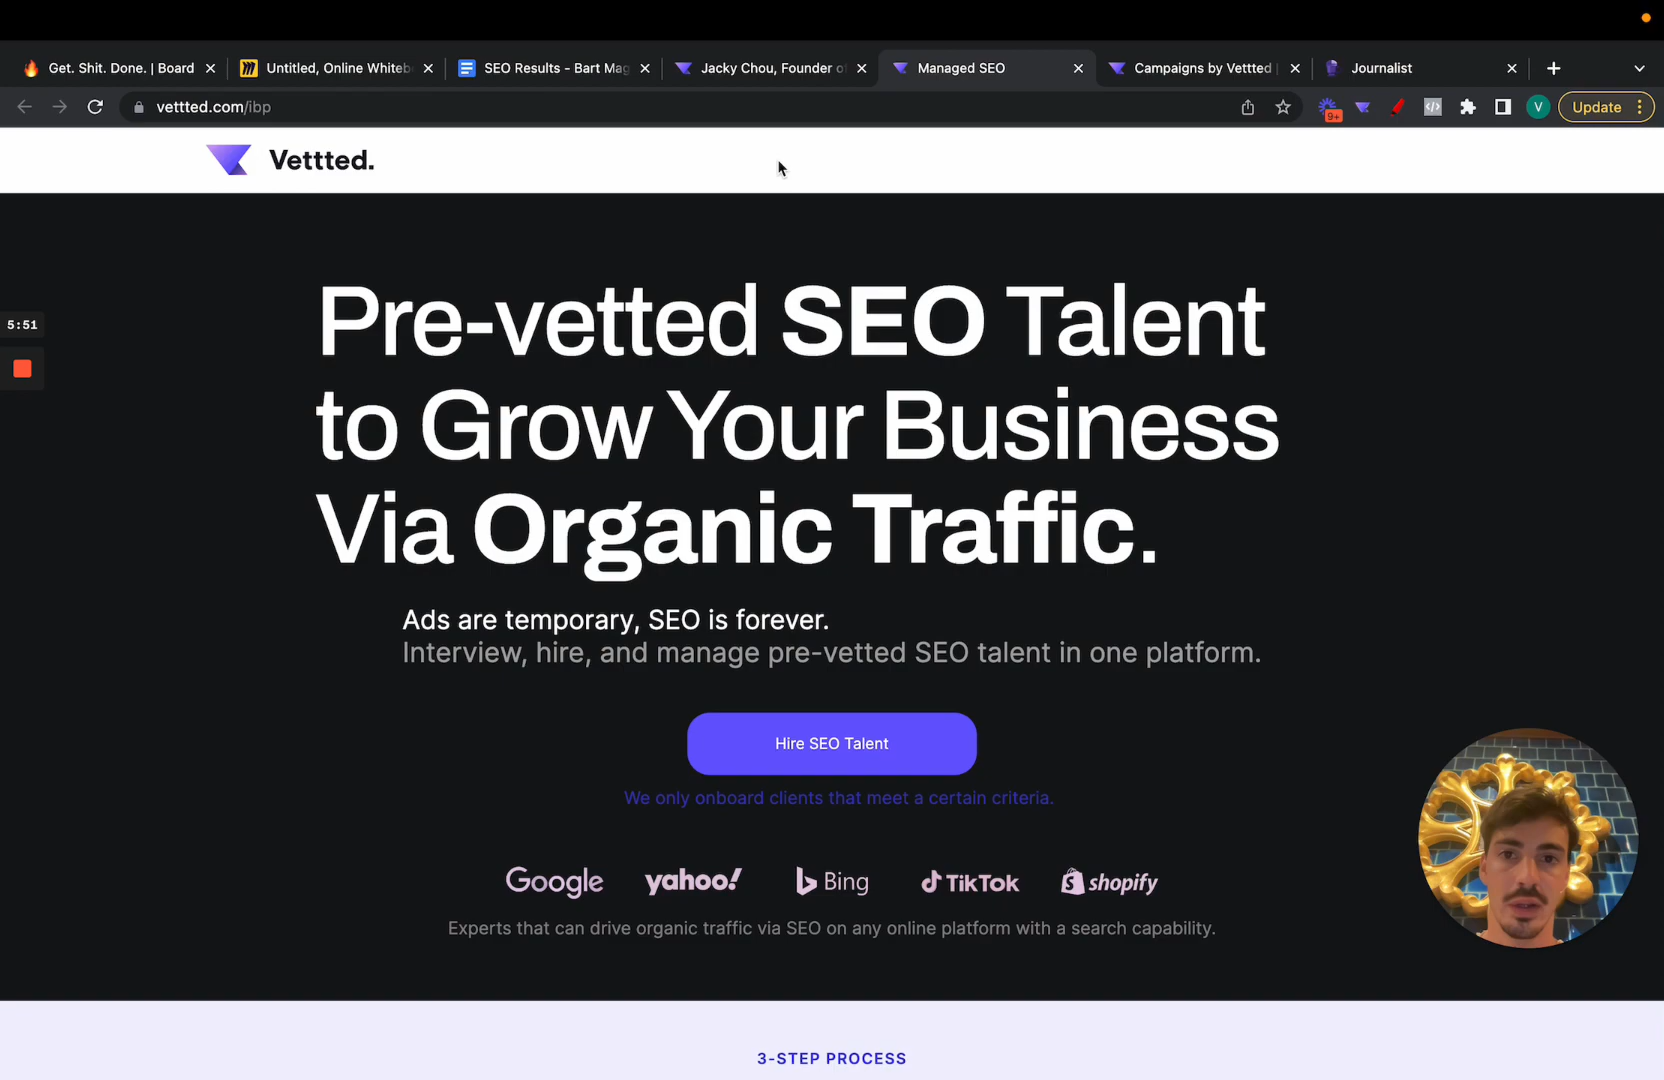 Get. Shit. Done. | Board
Untitled, Online Whiteb
SEO Results - Bart Mag
Jacky Chou, Founder o
Managed SEO
Campaigns by Vettted |
Journalist
vettted.com/ibp
9+
V
Update
Vettted.
5:51
Pre-vetted SEO Talent
to Grow Your Business
Via Organic Traffic.
Ads are temporary, SEO is forever.
Interview, hire, and manage pre-vetted SEO talent in one platform.
Hire SEO Talent
We only onboard clients that meet a certain criteria.
Google yahoo! Bing TikTok shopify
Experts that can drive organic traffic via SEO on any online platform with a search capability.
3-STEP PROCESS